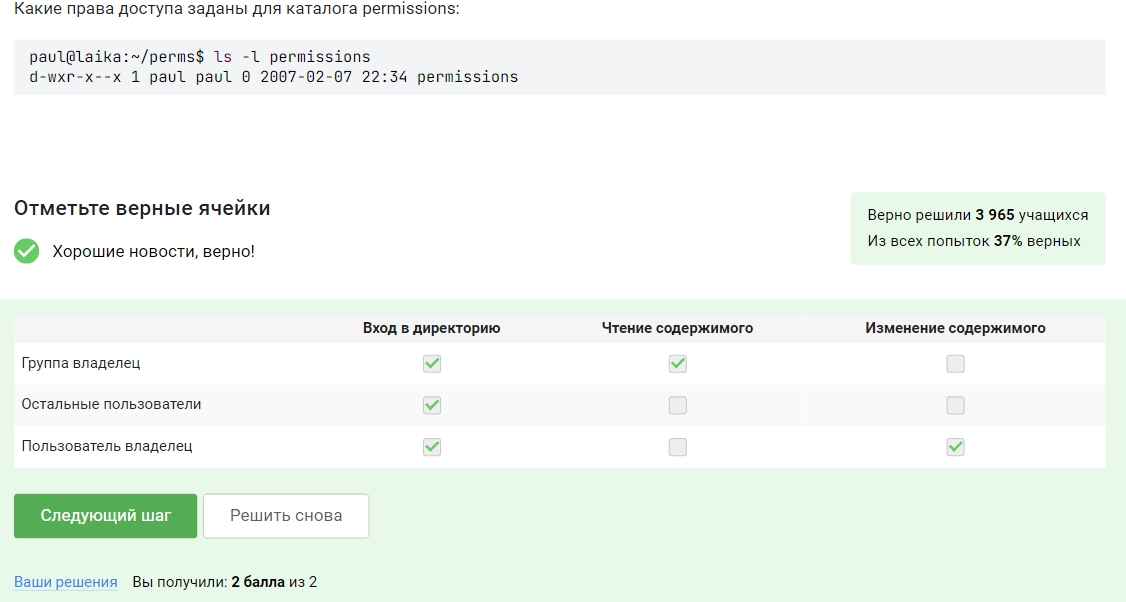 Какие права доступа заданы для каталога permissions:
paul@laika:~/perms$ ls -l permissions
d-wxr-x--x 1 paul paul 0 2007-02-07 22:34 permissions
Отметьте верные ячейки
Хорошие новости, верно!
Верно решили 3 965 учащихся
Из всех попыток 37% верных
Вход в директорию Чтение содержимого Изменение содержимого
Группа владелец
Остальные пользователи
Пользователь владелец
Следующий шаг Решить снова
Ваши решения Вы получили: 2 балла из 2